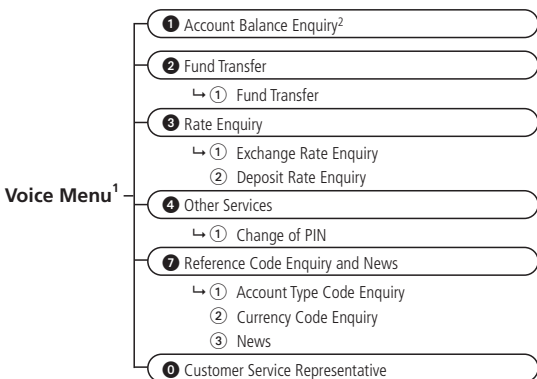 ❶ Account Balance Enquiry²
❷ Fund Transfer
↳ ① Fund Transfer
❸ Rate Enquiry
↳ ① Exchange Rate Enquiry
② Deposit Rate Enquiry
Voice Menu¹
❹ Other Services
↳ ① Change of PIN
❼ Reference Code Enquiry and News
↳ ① Account Type Code Enquiry
② Currency Code Enquiry
③ News
⓿ Customer Service Representative